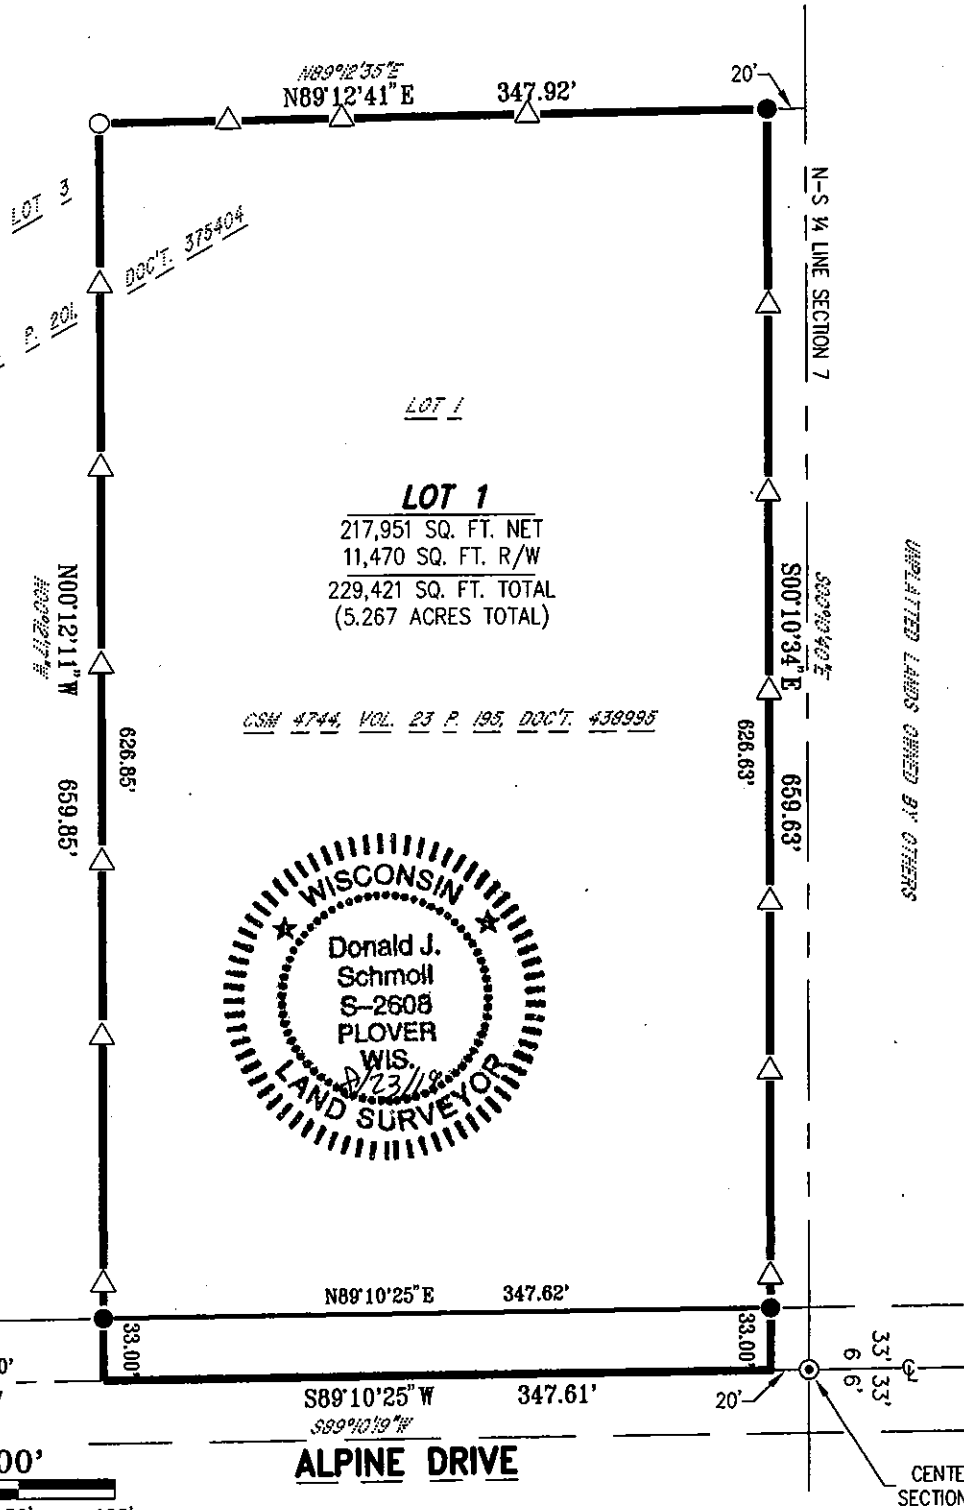 N89°12'35"E
N89°12'41"E 347.92'
20'
LOT 3
DOC'T. 375404
P. 201,
N-S ¼ LINE SECTION 7
LOT 1
LOT 1
217,951 SQ. FT. NET
11,470 SQ. FT. R/W
229,421 SQ. FT. TOTAL
(5.267 ACRES TOTAL)
N00°12'11"W
626.85'
659.85'
S00°10'40"E
S00°10'34"E
626.63'
659.63'
UNPLATTED LANDS OWNED BY OTHERS
CSM 4744, VOL. 23 P. 195, DOC'T. 438995
WISCONSIN
Donald J.
Schmoll
S-2608
PLOVER
WIS.
8/23/18
LAND SURVEYOR
N89°10'25"E 347.62'
33.00'
33.00'
33' 33'
66'
S89°10'25"W 347.61'
20'
S89°10'19"W
ALPINE DRIVE
00'
CENTE
SECTION